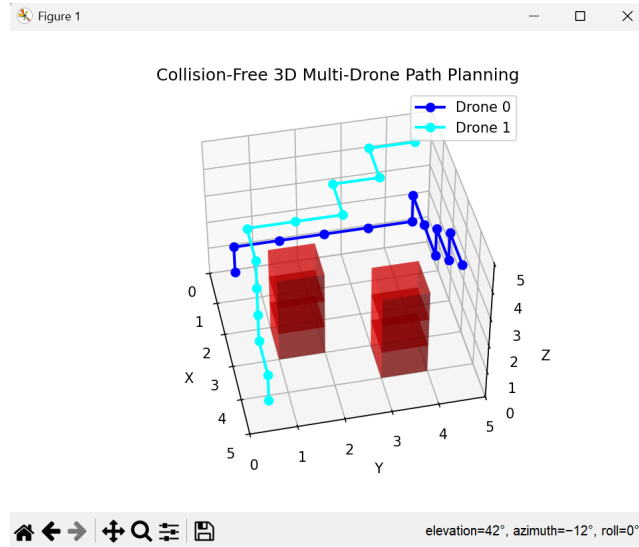 Figure 1
Collision-Free 3D Multi-Drone Path Planning
Drone 0
Drone 1
0
1
2
3
4
5
X
0
1
2
3
4
5
Y
0
1
2
3
4
5
Z
elevation=42°, azimuth=−12°, roll=0°